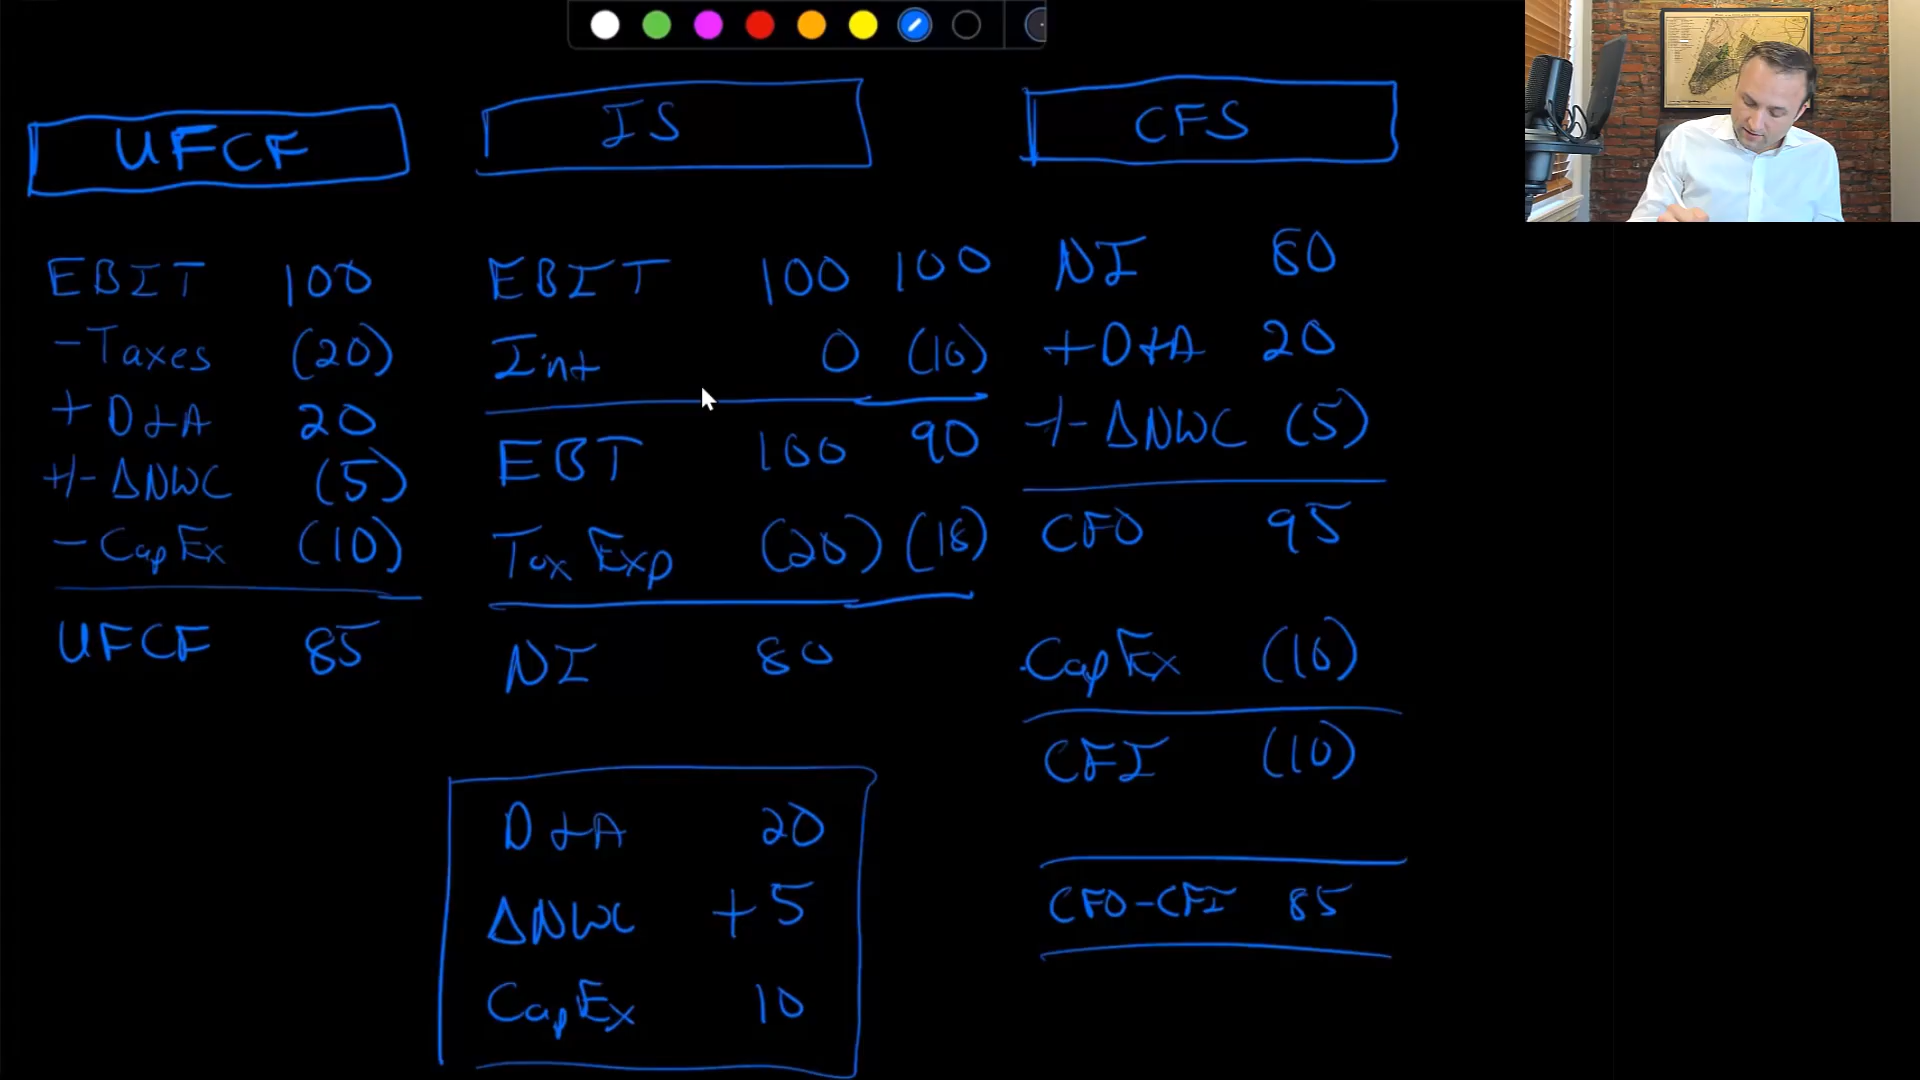 UFCF
EBIT 100
-Taxes (20)
+ D&A 20
+/- ΔNWC (5)
- CapEx (10)
UFCF 85
IS
EBIT 100 100
Int 0 (10)
EBT 100 90
Tax Exp (20) (18)
NI 80
D&A 20
ΔNWC +5
CapEx 10
CFS
NI 80
+D&A 20
+/- ΔNWC (5)
CFO 95
CapEx (10)
CFI (10)
CFO-CFI 85